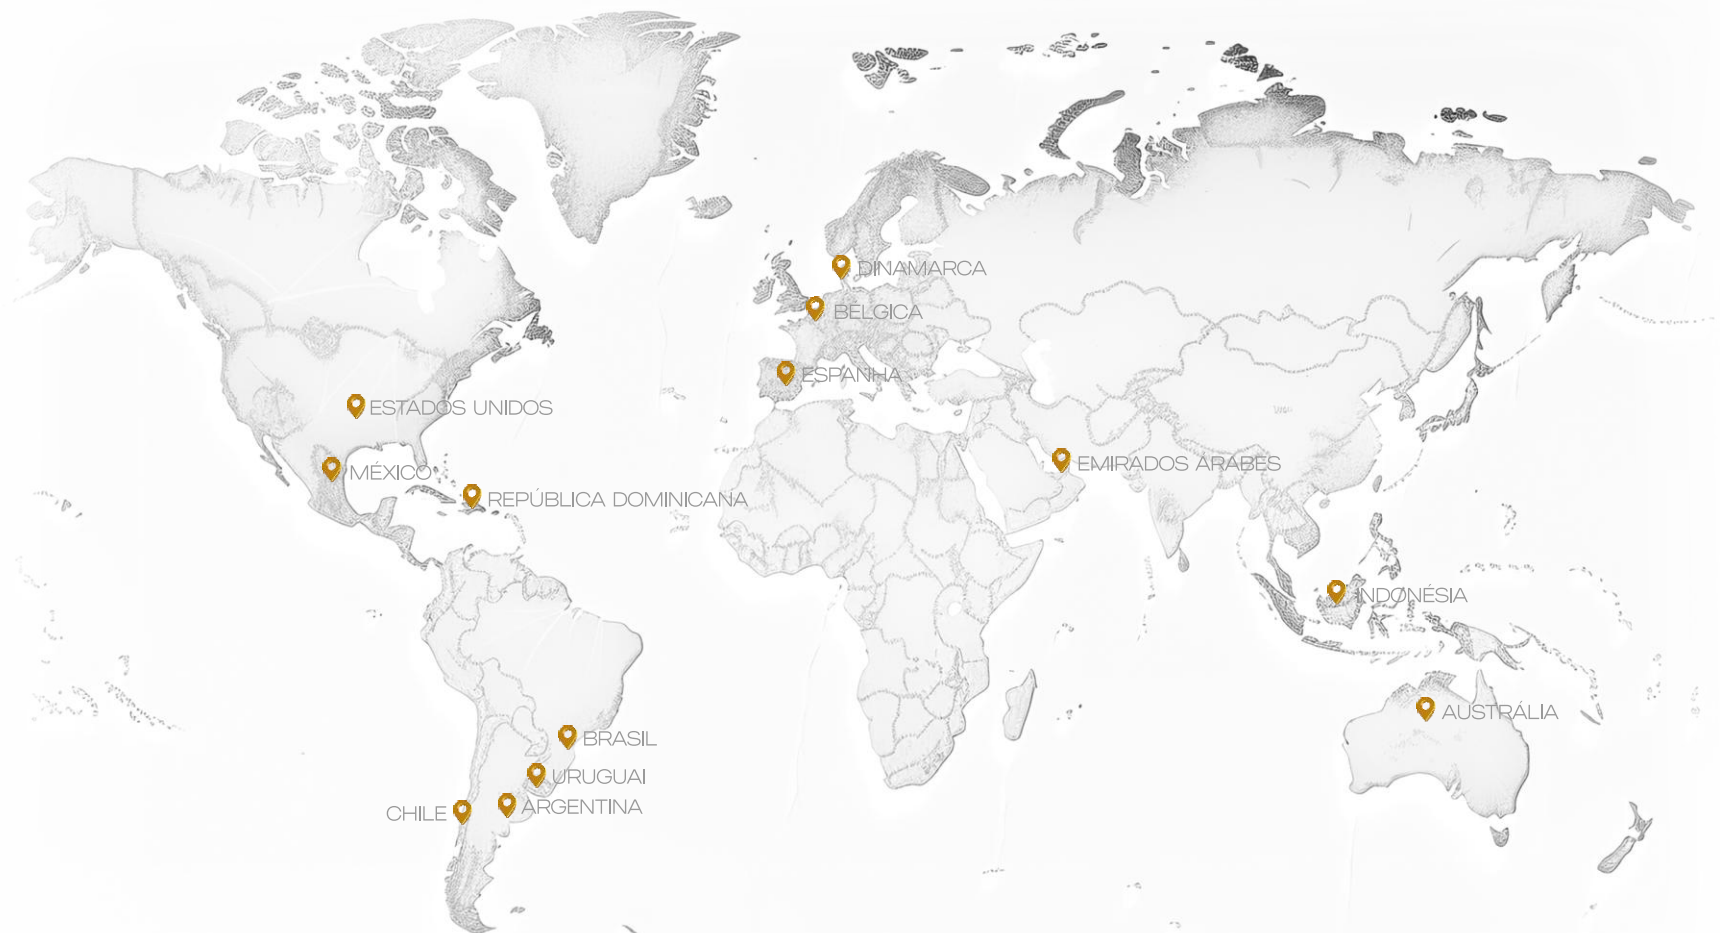 DINAMARCA
BÉLGICA
ESPANHA
ESTADOS UNIDOS
EMIRADOS ÁRABES
MÉXICO
REPÚBLICA DOMINICANA
INDONÉSIA
AUSTRÁLIA
BRASIL
URUGUAI
ARGENTINA
CHILE